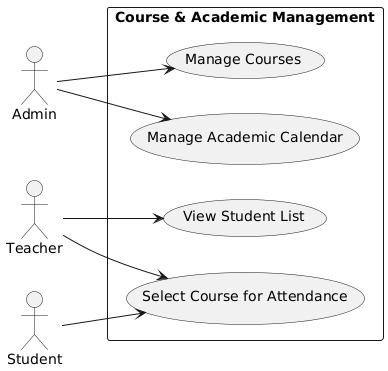 Course & Academic Management
Manage Courses
Admin
Manage Academic Calendar
View Student List
Teacher
Select Course for Attendance
Student